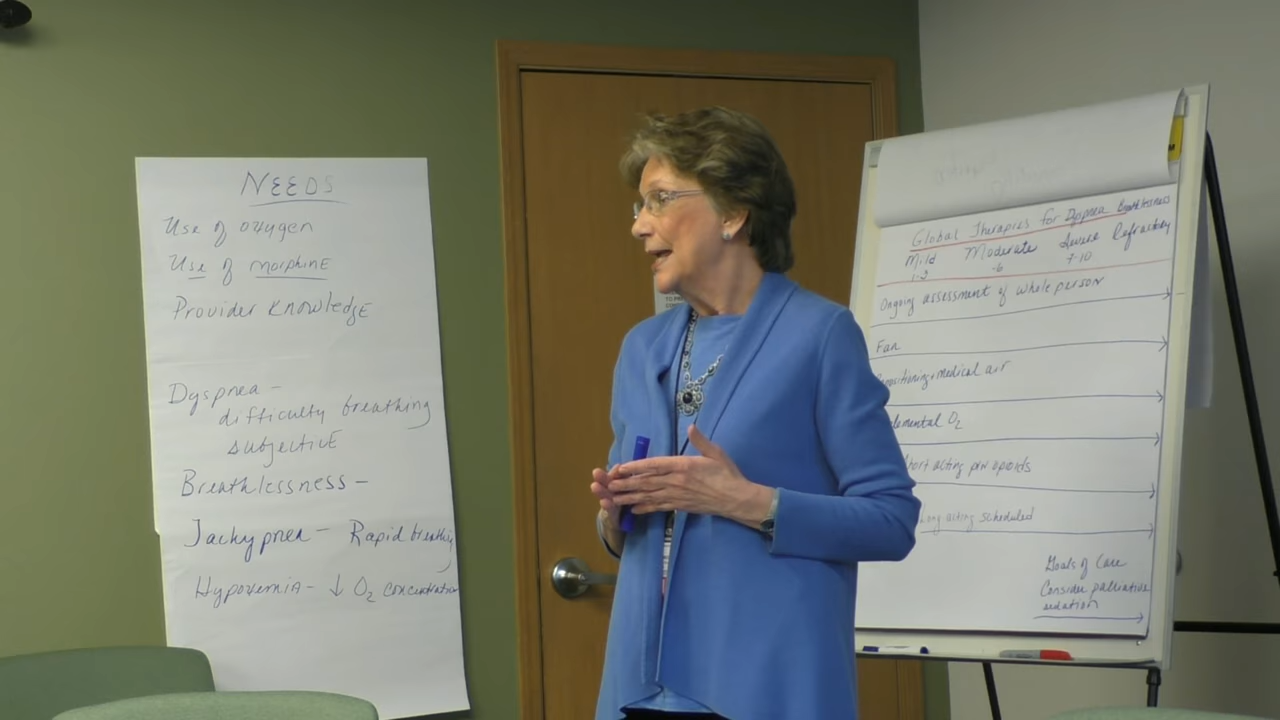 NEEDS
Use of oxygen
Use of morphine
Provider Knowledge
Dyspnea -
difficulty breathing
subjective
Breathlessness -
Tachypnea - Rapid breathing
Hypoxemia - ↓ O2 concentration
Global Therapies for Dyspnea Breathlessness
Mild Moderate Severe Refractory
1-3 -6 7-10
Ongoing assessment of whole person
Fan
medical air
O2
short acting prn opioids
Long acting scheduled
Goals of Care
Consider palliative
sedation